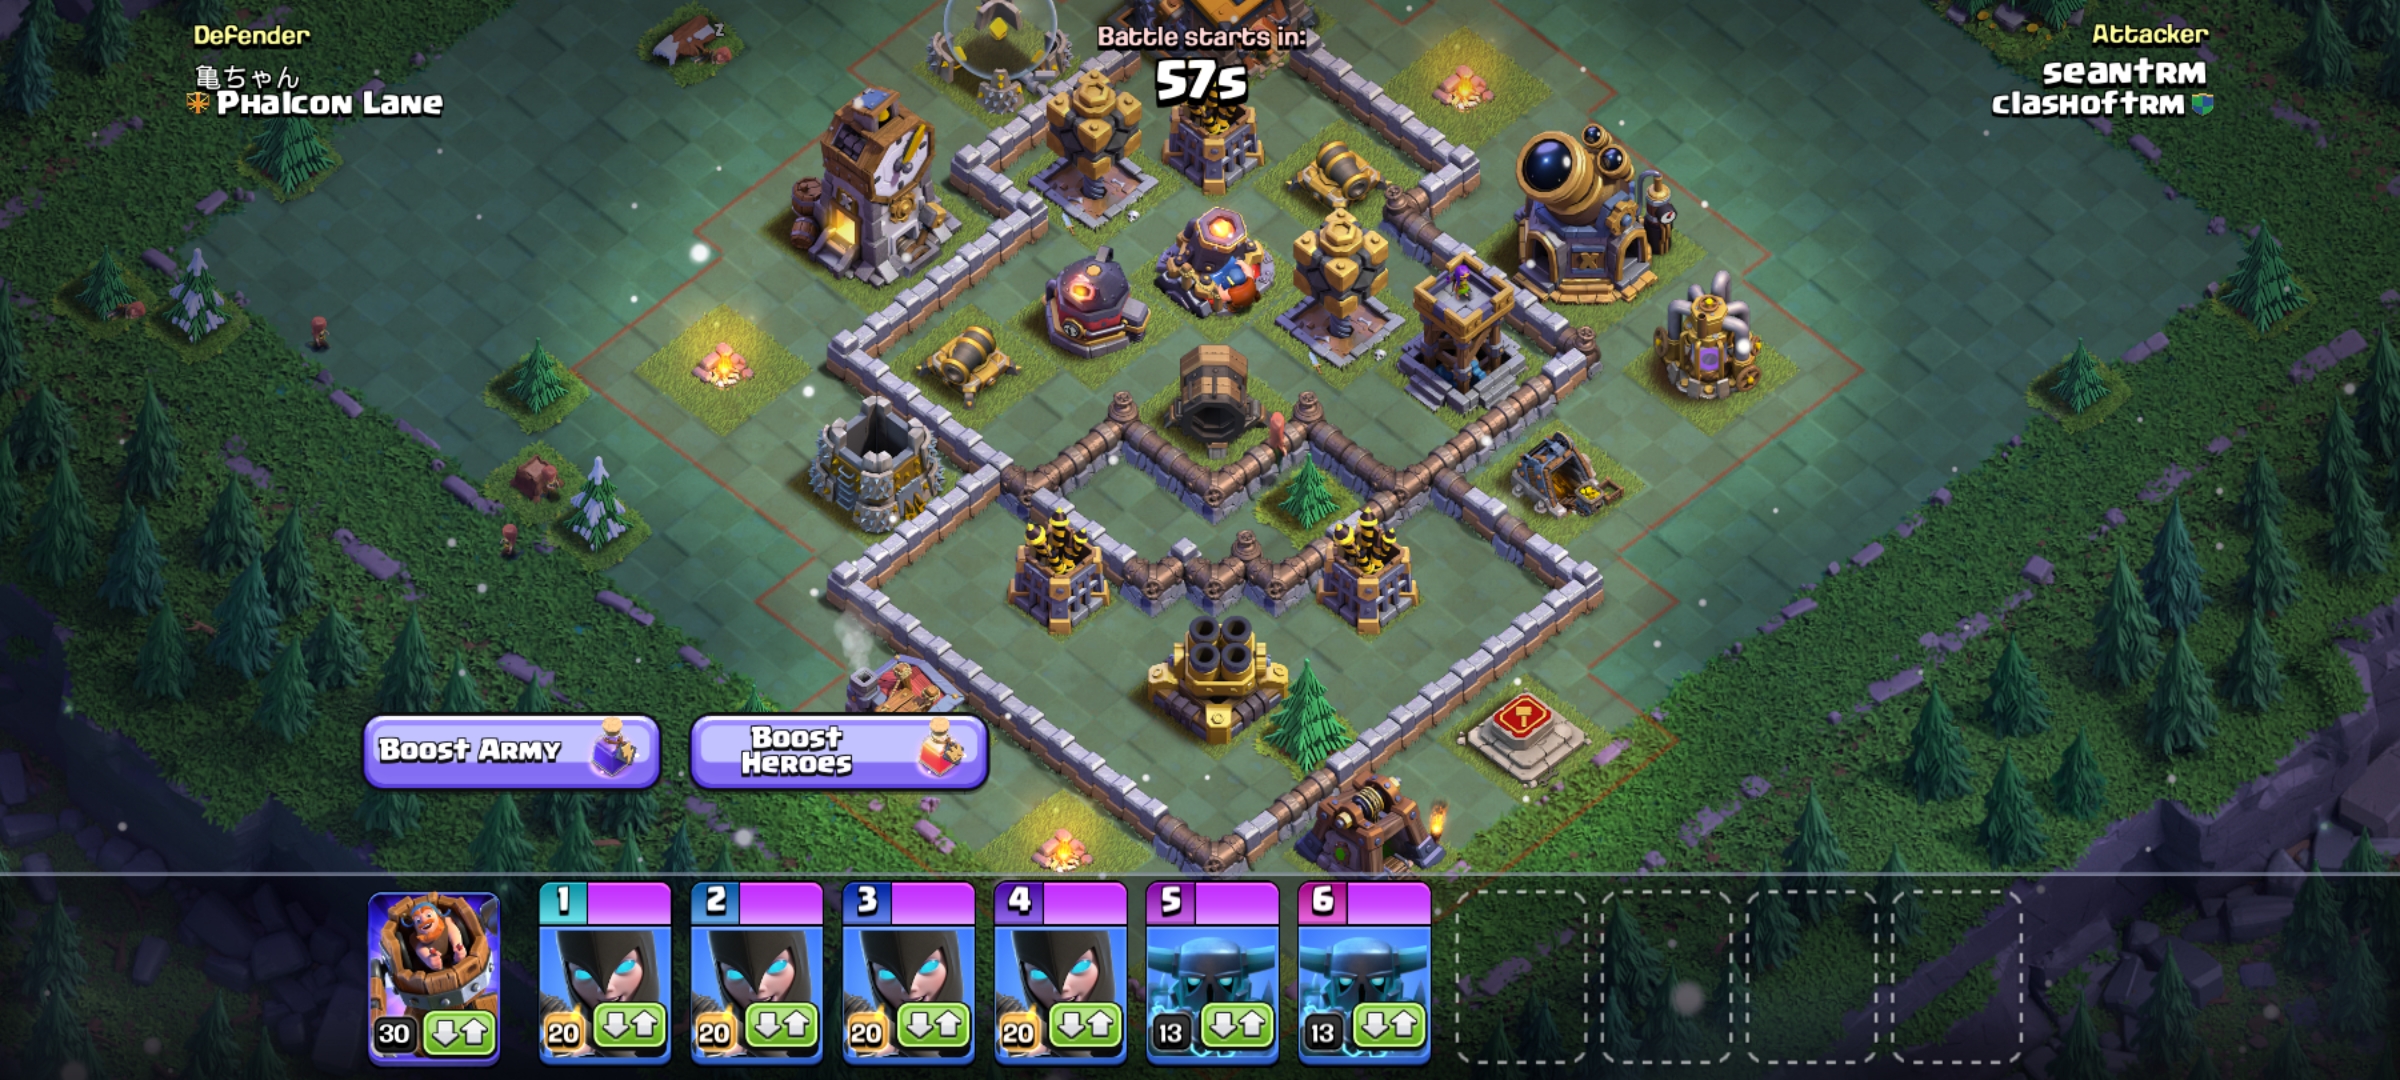 Defender
亀ちゃん
Phalcon Lane
Battle starts in:
57s
Attacker
seantRM
clashoftRM
z
Boost Army
Boost
Heroes
1 2 3 4 5 6
30 20 20 20 20 13 13